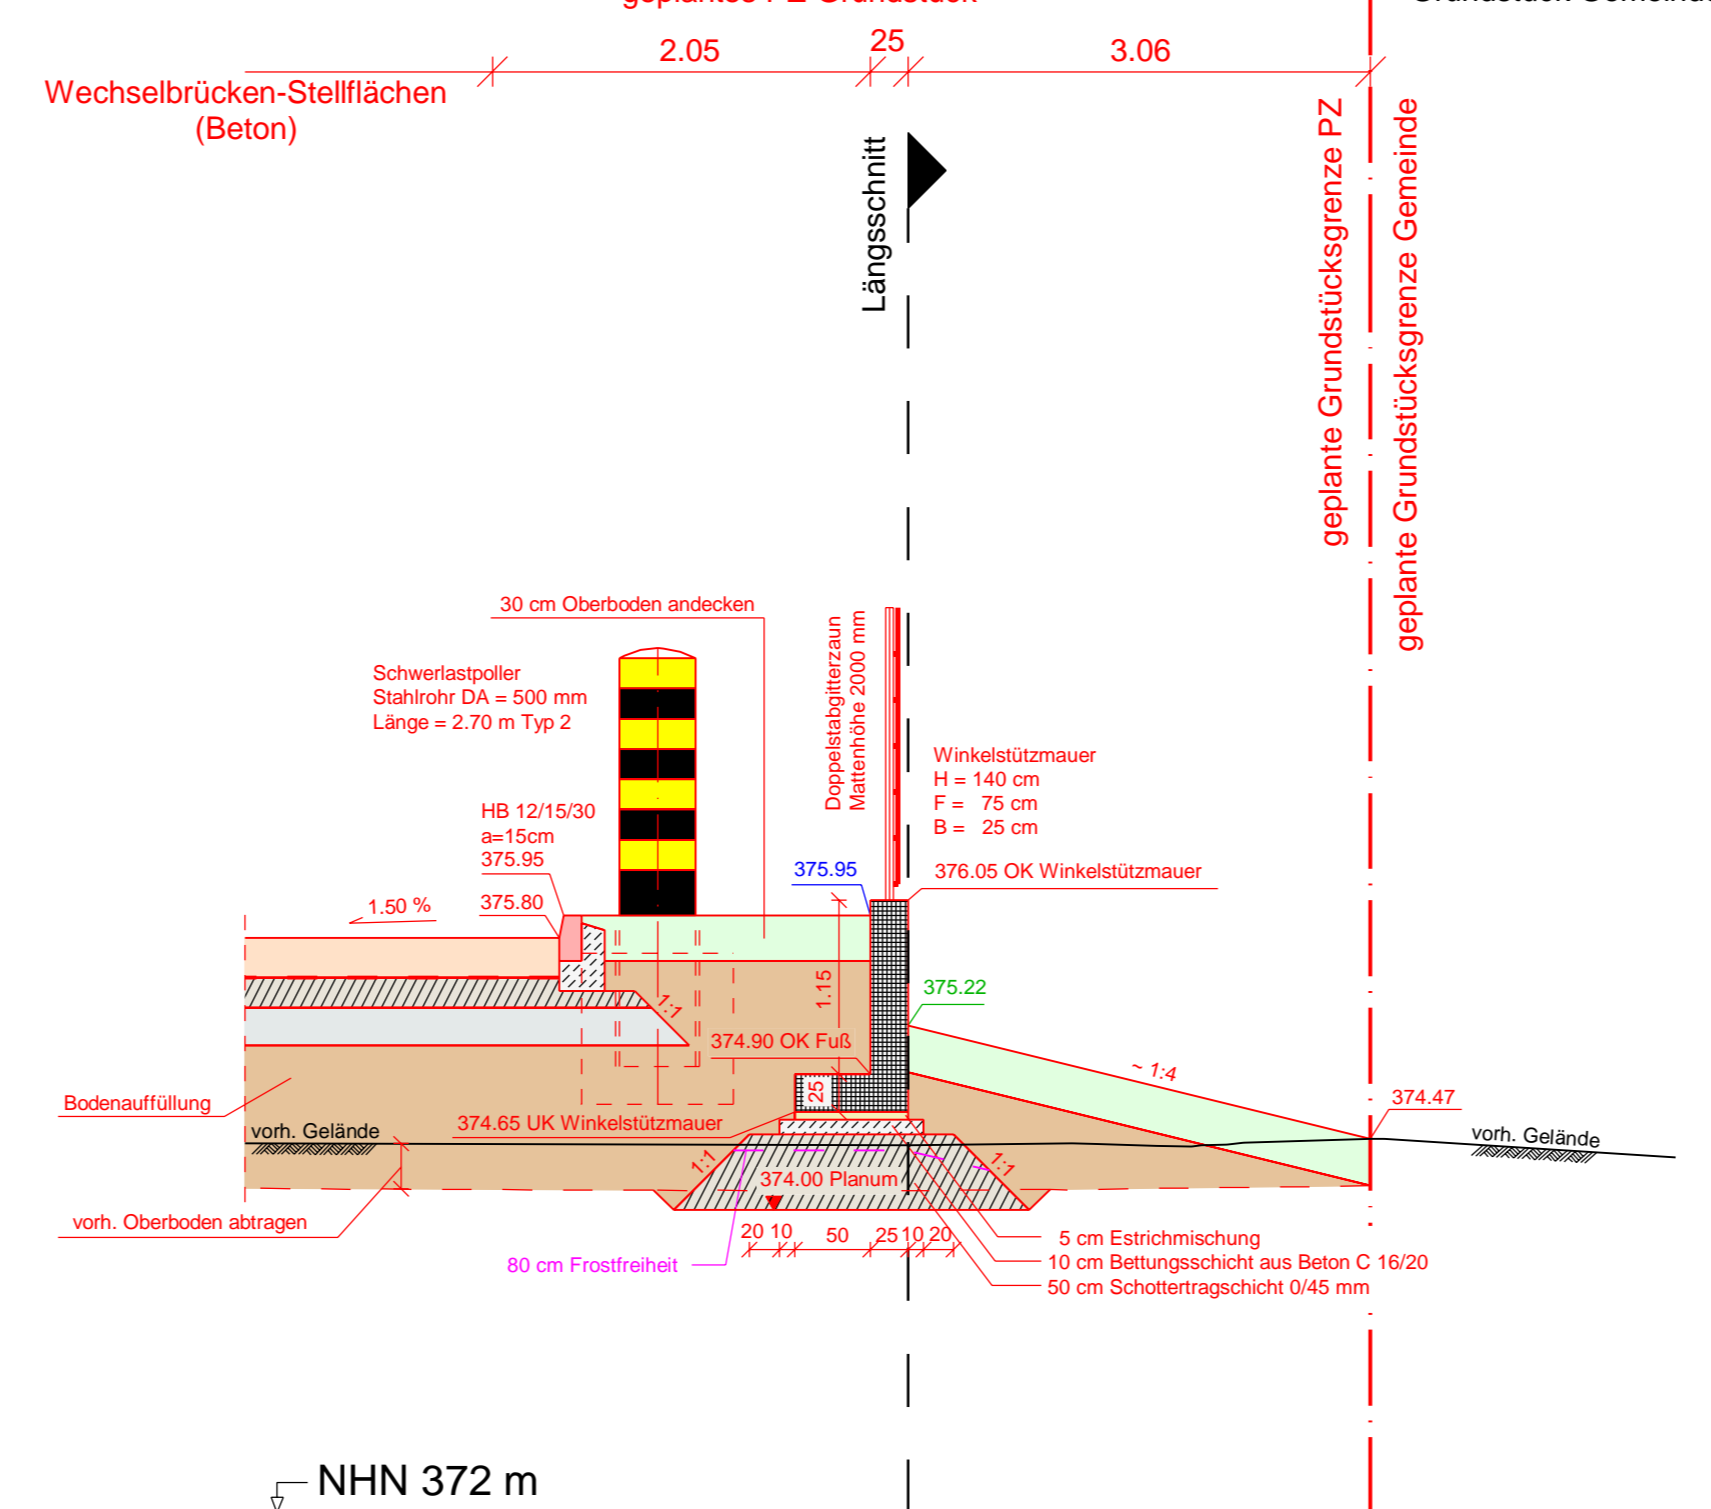 geplantes PZ-Grundstück
Grundstück Gemeinde
2.05
25
3.06
Wechselbrücken-Stellflächen
(Beton)
Längsschnitt
geplante Grundstücksgrenze PZ
geplante Grundstücksgrenze Gemeinde
30 cm Oberboden andecken
Schwerlastpoller
Stahlrohr DA = 500 mm
Länge = 2.70 m Typ 2
Doppelstabgitterzaun
Mattenhöhe 2000 mm
Winkelstützmauer
H = 140 cm
F = 75 cm
B = 25 cm
HB 12/15/30
a=15cm
375.95
375.80
1.50 %
375.95
376.05 OK Winkelstützmauer
1.15
375.22
1:1
374.90 OK Fuß
~ 1:4
25
374.47
Bodenauffüllung
374.65 UK Winkelstützmauer
vorh. Gelände
vorh. Gelände
1:1
1:1
374.00 Planum
vorh. Oberboden abtragen
20 10 50 25 10 20
80 cm Frostfreiheit
5 cm Estrichmischung
10 cm Bettungsschicht aus Beton C 16/20
50 cm Schottertragschicht 0/45 mm
NHN 372 m